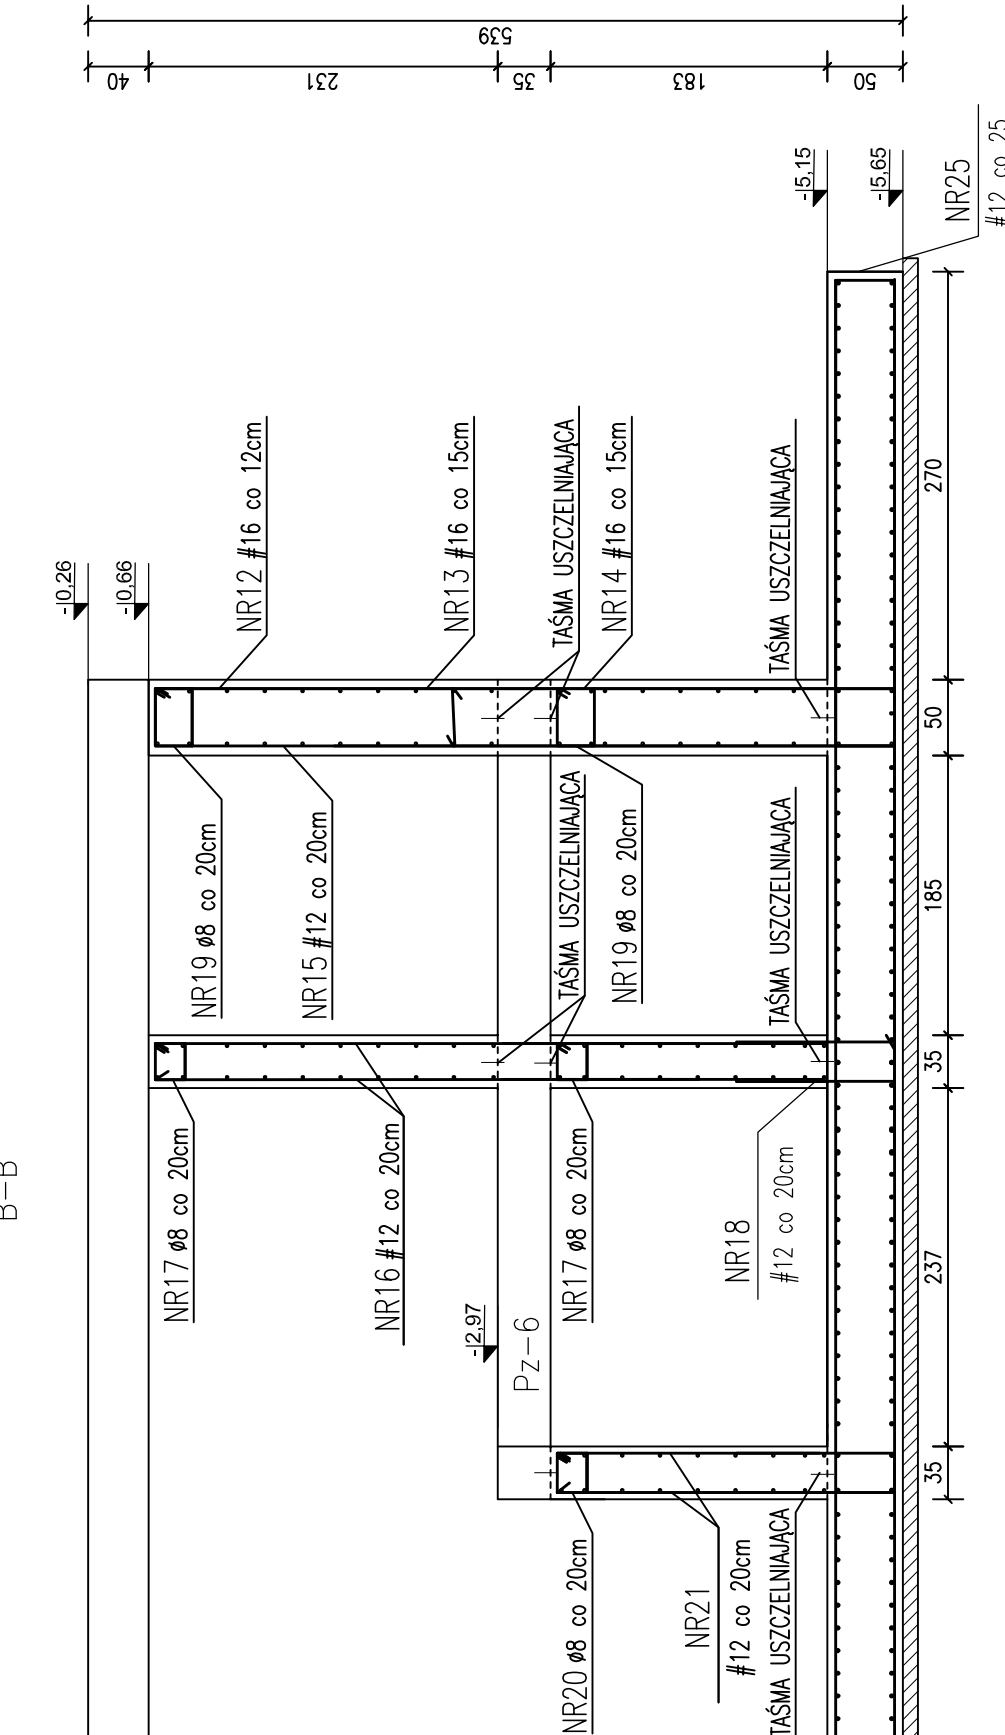 B-B
539
40
231
35
183
50
-0,26
-0,66
-5,15
-5,65
-2,97
NR12 #16 co 12cm
NR13 #16 co 15cm
TAŚMA USZCZELNIAJĄCA
NR14 #16 co 15cm
TAŚMA USZCZELNIAJĄCA
NR25
#12 co 25
NR19 ø8 co 20cm
NR15 #12 co 20cm
TAŚMA USZCZELNIAJĄCA
NR19 ø8 co 20cm
TAŚMA USZCZELNIAJĄCA
NR17 ø8 co 20cm
NR16 #12 co 20cm
NR17 ø8 co 20cm
NR18
#12 co 20cm
Pz-6
NR20 ø8 co 20cm
NR21
#12 co 20cm
TAŚMA USZCZELNIAJĄCA
35
237
35
185
50
270